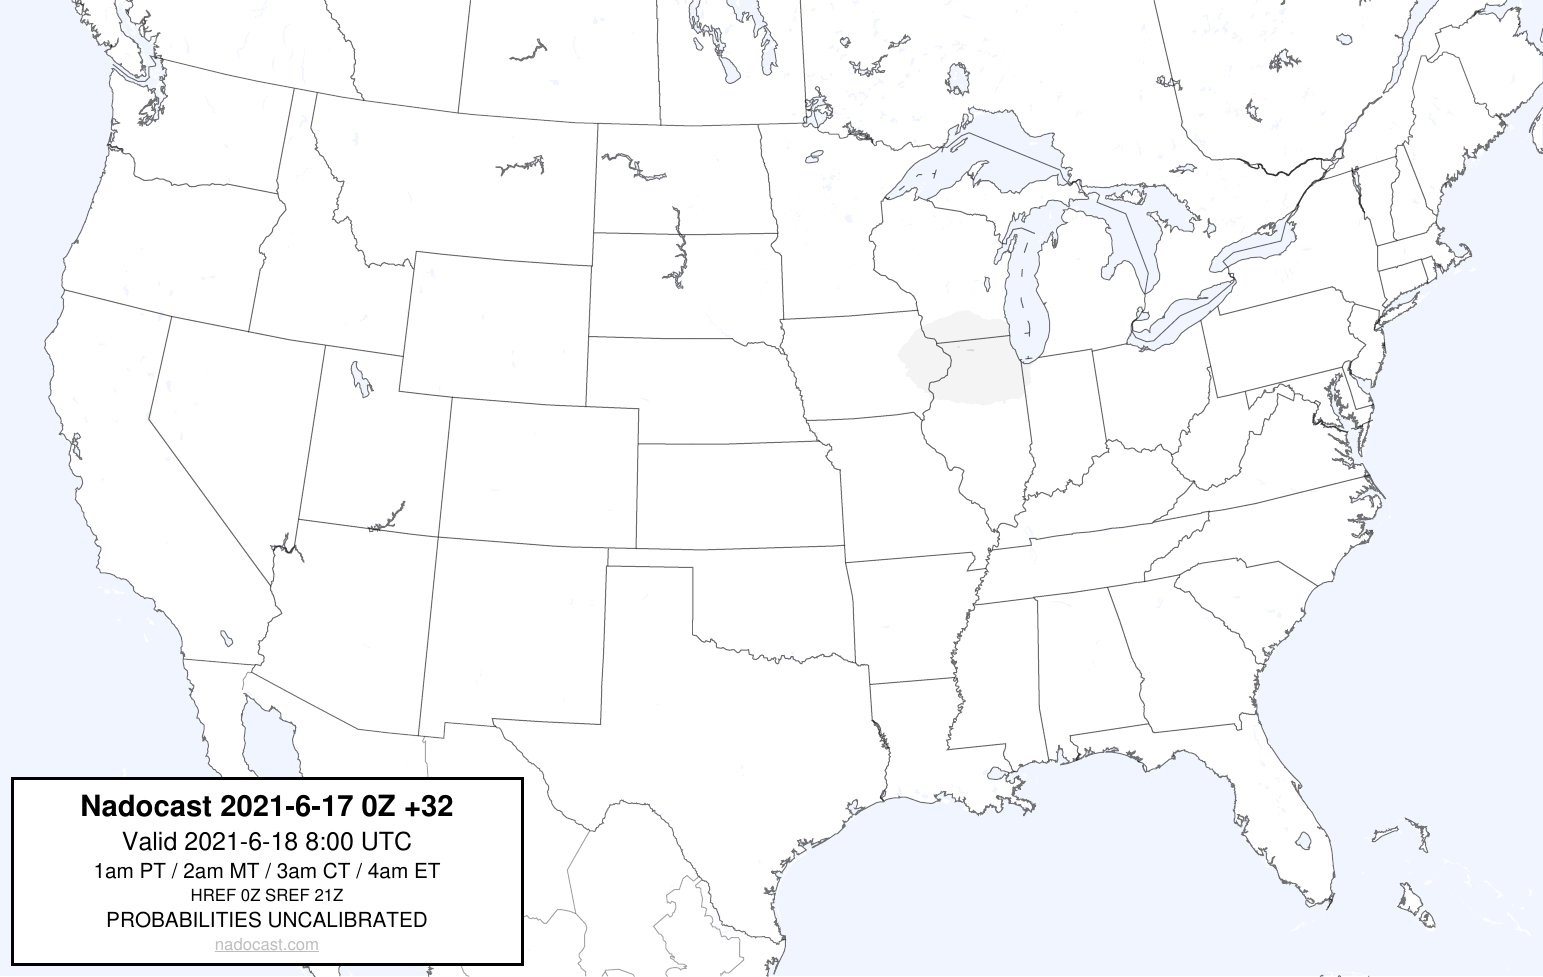 Nadocast 2021-6-17 0Z +32
Valid 2021-6-18 8:00 UTC
1am PT / 2am MT / 3am CT / 4am ET
HREF 0Z SREF 21Z
PROBABILITIES UNCALIBRATED
nadocast.com